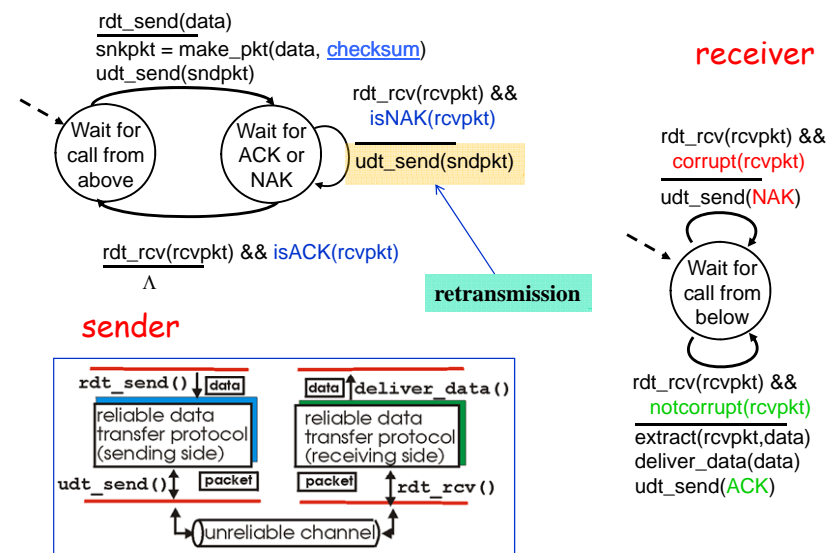 rdt_send(data)
snkpkt = make_pkt(data, checksum)
udt_send(sndpkt)
Wait for
call from
above
Wait for
ACK or
NAK
rdt_rcv(rcvpkt) &&
isNAK(rcvpkt)
udt_send(sndpkt)
rdt_rcv(rcvpkt) && isACK(rcvpkt)
Λ
retransmission
sender
receiver
rdt_rcv(rcvpkt) &&
corrupt(rcvpkt)
udt_send(NAK)
Wait for
call from
below
rdt_rcv(rcvpkt) &&
notcorrupt(rcvpkt)
extract(rcvpkt,data)
deliver_data(data)
udt_send(ACK)
rdt_send() data
data deliver_data()
reliable data
transfer protocol
(sending side)
reliable data
transfer protocol
(receiving side)
udt_send() packet
packet rdt_rcv()
unreliable channel